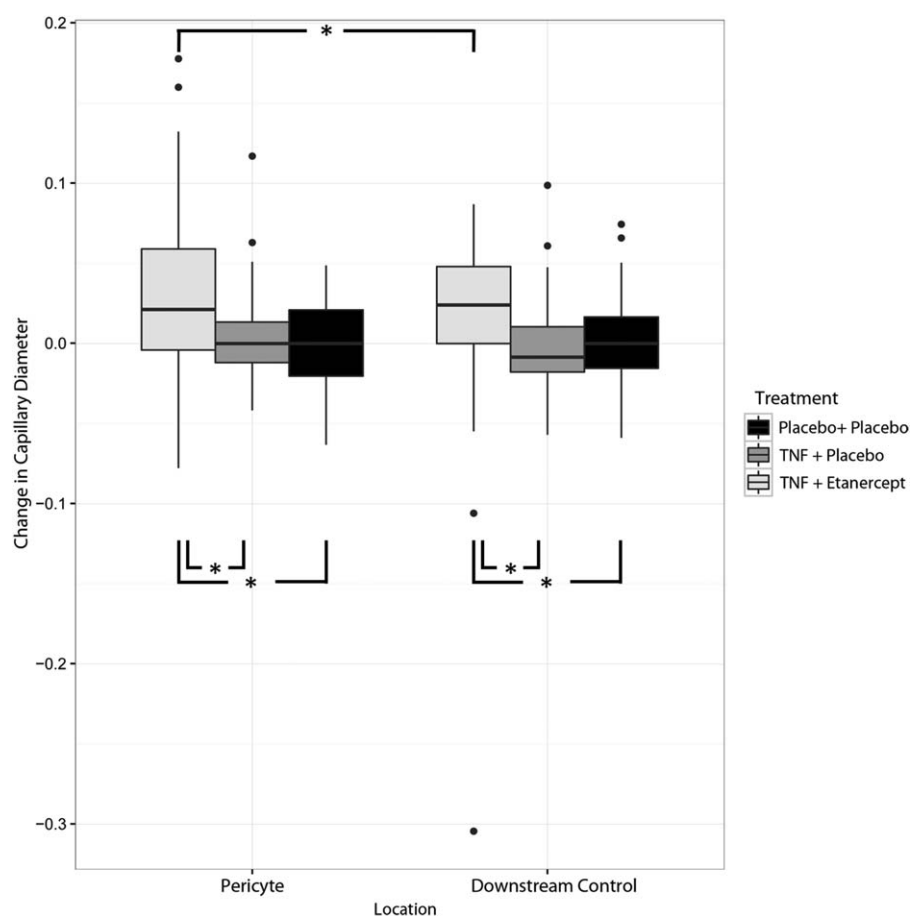 0.2
*
0.1
0.0
−0.1
* *
* *
−0.2
−0.3
Change in Capillary Diameter
Pericyte Downstream Control
Location
Treatment
Placebo+ Placebo
TNF + Placebo
TNF + Etanercept